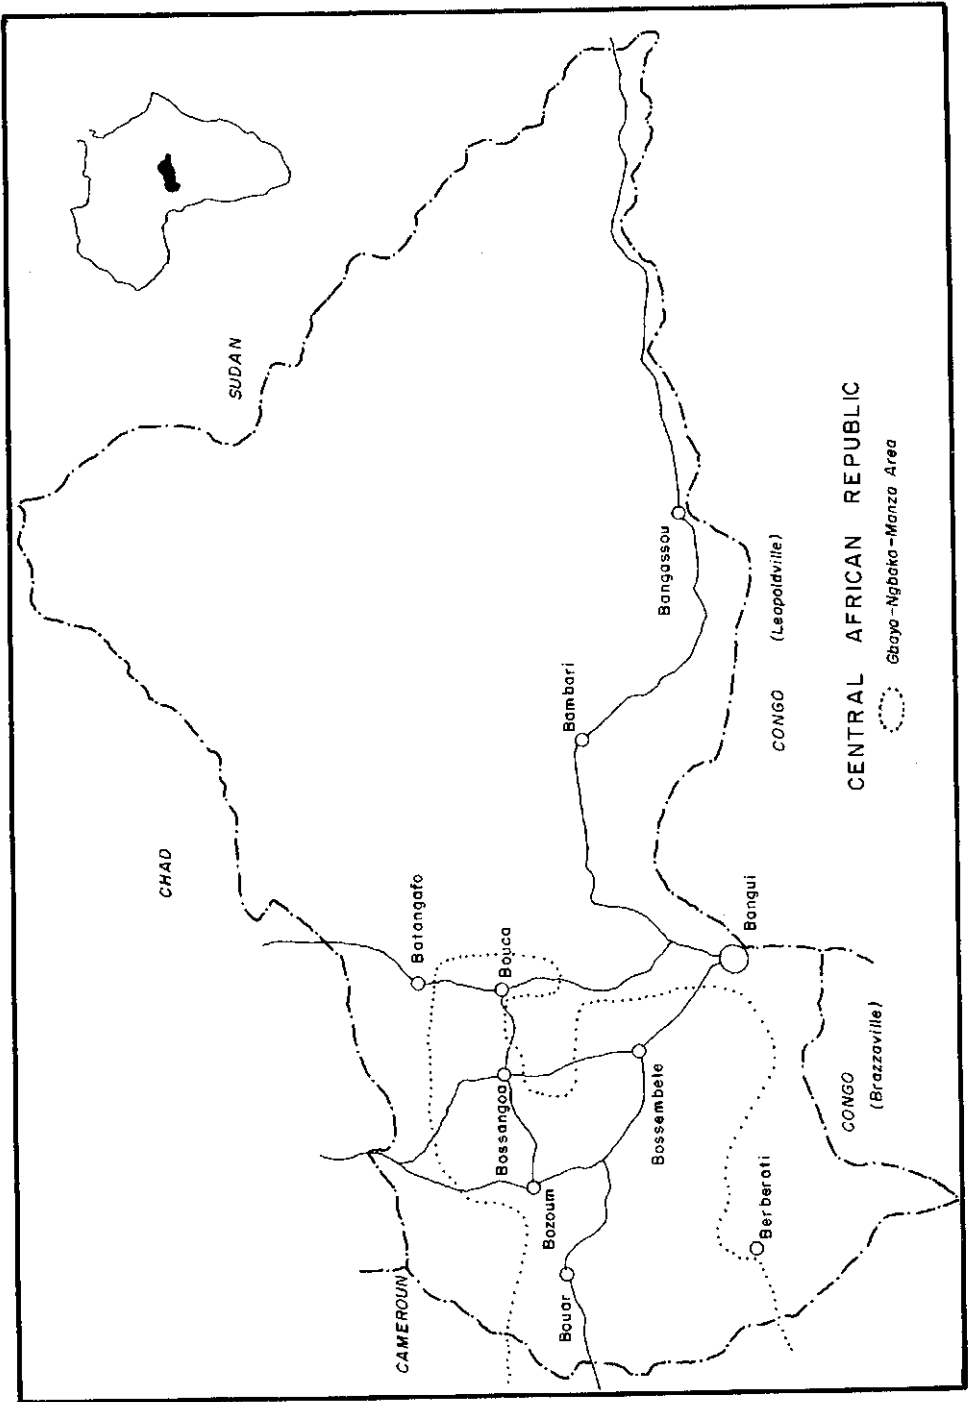 SUDAN
CHAD
Batangafo
Bouca
Bossangoa
Bozoum
CAMEROUN
Bouar
Bambari
Bangassou
Bangui
Bossembele
Berberati
CONGO (Leopoldville)
CONGO
(Brazzaville)
CENTRAL AFRICAN REPUBLIC
Gbaya-Ngbaka-Manza Area